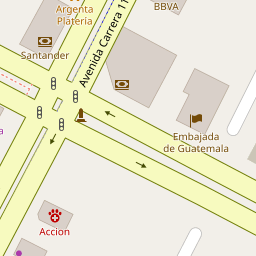 Argenta
Platería
BBVA
Santander
Avenida Carrera 11
Embajada
de Guatemala
Accion